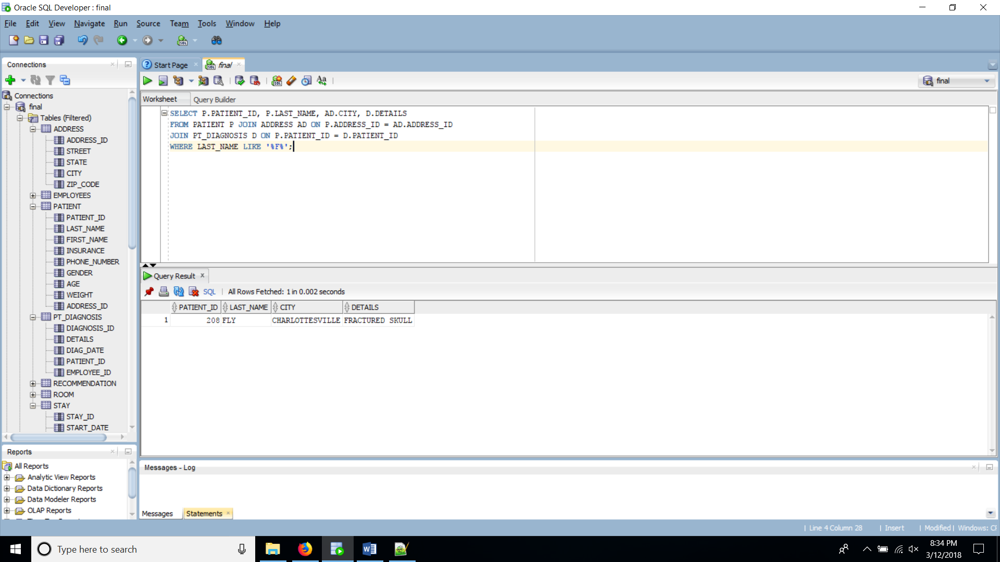 Oracle SQL Developer : final
File Edit View Navigate Run Source Team Tools Window Help
Connections
Start Page
final
final
Connections
final
Tables (Filtered)
ADDRESS
ADDRESS_ID
STREET
STATE
CITY
ZIP_CODE
EMPLOYEES
PATIENT
PATIENT_ID
LAST_NAME
FIRST_NAME
INSURANCE
PHONE_NUMBER
GENDER
AGE
WEIGHT
ADDRESS_ID
PT_DIAGNOSIS
DIAGNOSIS_ID
DETAILS
DIAG_DATE
PATIENT_ID
EMPLOYEE_ID
RECOMMENDATION
ROOM
STAY
STAY_ID
START_DATE
Reports
All Reports
Analytic View Reports
Data Dictionary Reports
Data Modeler Reports
OLAP Reports
Worksheet Query Builder
SELECT P.PATIENT_ID, P.LAST_NAME, AD.CITY, D.DETAILS
FROM PATIENT P JOIN ADDRESS AD ON P.ADDRESS_ID = AD.ADDRESS_ID
JOIN PT_DIAGNOSIS D ON P.PATIENT_ID = D.PATIENT_ID
WHERE LAST_NAME LIKE '%F%';
Query Result
SQL | All Rows Fetched: 1 in 0.002 seconds
PATIENT_ID LAST_NAME CITY DETAILS
1 208 FLY CHARLOTTESVILLE FRACTURED SKULL
Messages - Log
Messages Statements
| Line 4 Column 28 | Insert | Modified | Windows: CF
Type here to search
8:34 PM
3/12/2018